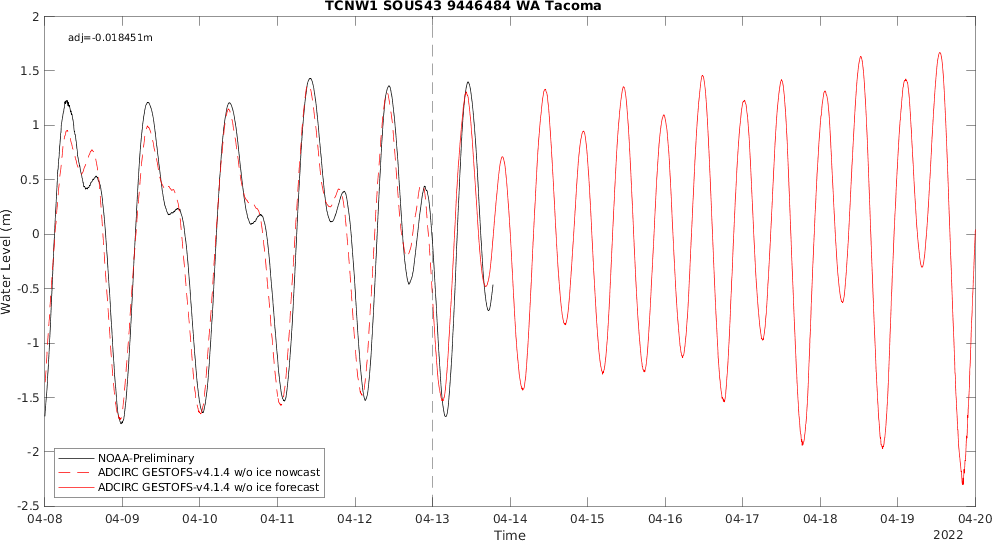 TCNW1 SOUS43 9446484 WA Tacoma
adj=-0.018451m
2
1.5
1
0.5
0
-0.5
-1
-1.5
-2
-2.5
Water Level (m)
NOAA-Preliminary
ADCIRC GESTOFS-v4.1.4 w/o ice nowcast
ADCIRC GESTOFS-v4.1.4 w/o ice forecast
04-08 04-09 04-10 04-11 04-12 04-13 04-14 04-15 04-16 04-17 04-18 04-19 04-20
Time
2022